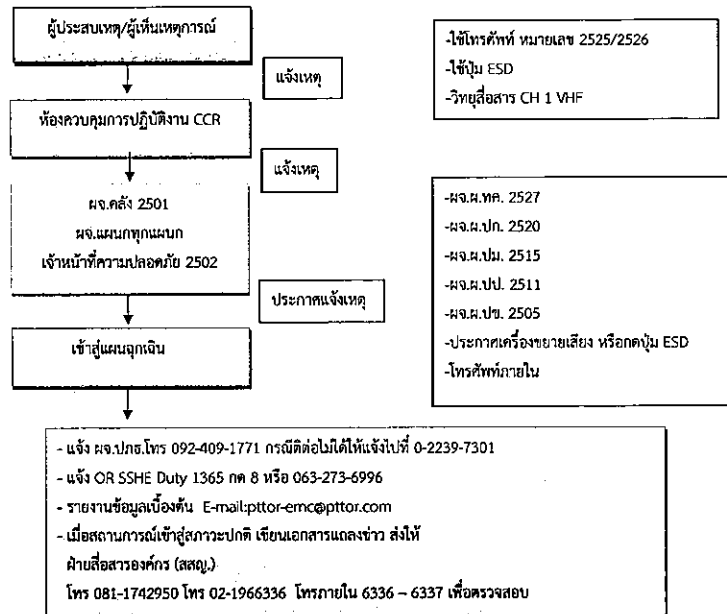 ผู้ประสบเหตุ/ผู้เห็นเหตุการณ์
แจ้งเหตุ
-ใช้โทรศัพท์ หมายเลข 2525/2526
-ใช้ปุ่ม ESD
-วิทยุสื่อสาร CH 1 VHF
ห้องควบคุมการปฏิบัติงาน CCR
แจ้งเหตุ
ผจ.คลัง 2501
ผจ.แผนกทุกแผนก
เจ้าหน้าที่ความปลอดภัย 2502
-ผจ.ผ.ทค. 2527
-ผจ.ผ.ปก. 2520
-ผจ.ผ.ปม. 2515
-ผจ.ผ.ปป. 2511
-ผจ.ผ.ปข. 2505
-ประกาศเครื่องขยายเสียง หรือกดปุ่ม ESD
-โทรศัพท์ภายใน
ประกาศแจ้งเหตุ
เข้าสู่แผนฉุกเฉิน
- แจ้ง ผจ.ปภธ.โทร 092-409-1771 กรณีติต่อไม่ได้ให้แจ้งไปที่ 0-2239-7301
- แจ้ง OR SSHE Duty 1365 กด 8 หรือ 063-273-6996
- รายงานข้อมูลเบื้องต้น E-mail:pttor-emc@pttor.com
- เมื่อสถานการณ์เข้าสู่สภาวะปกติ เขียนเอกสารแถลงข่าว ส่งให้
ฝ่ายสื่อสารองค์กร (สสญ.)
โทร 081-1742950 โทร 02-1966336 โทรภายใน 6336 – 6337 เพื่อตรวจสอบ